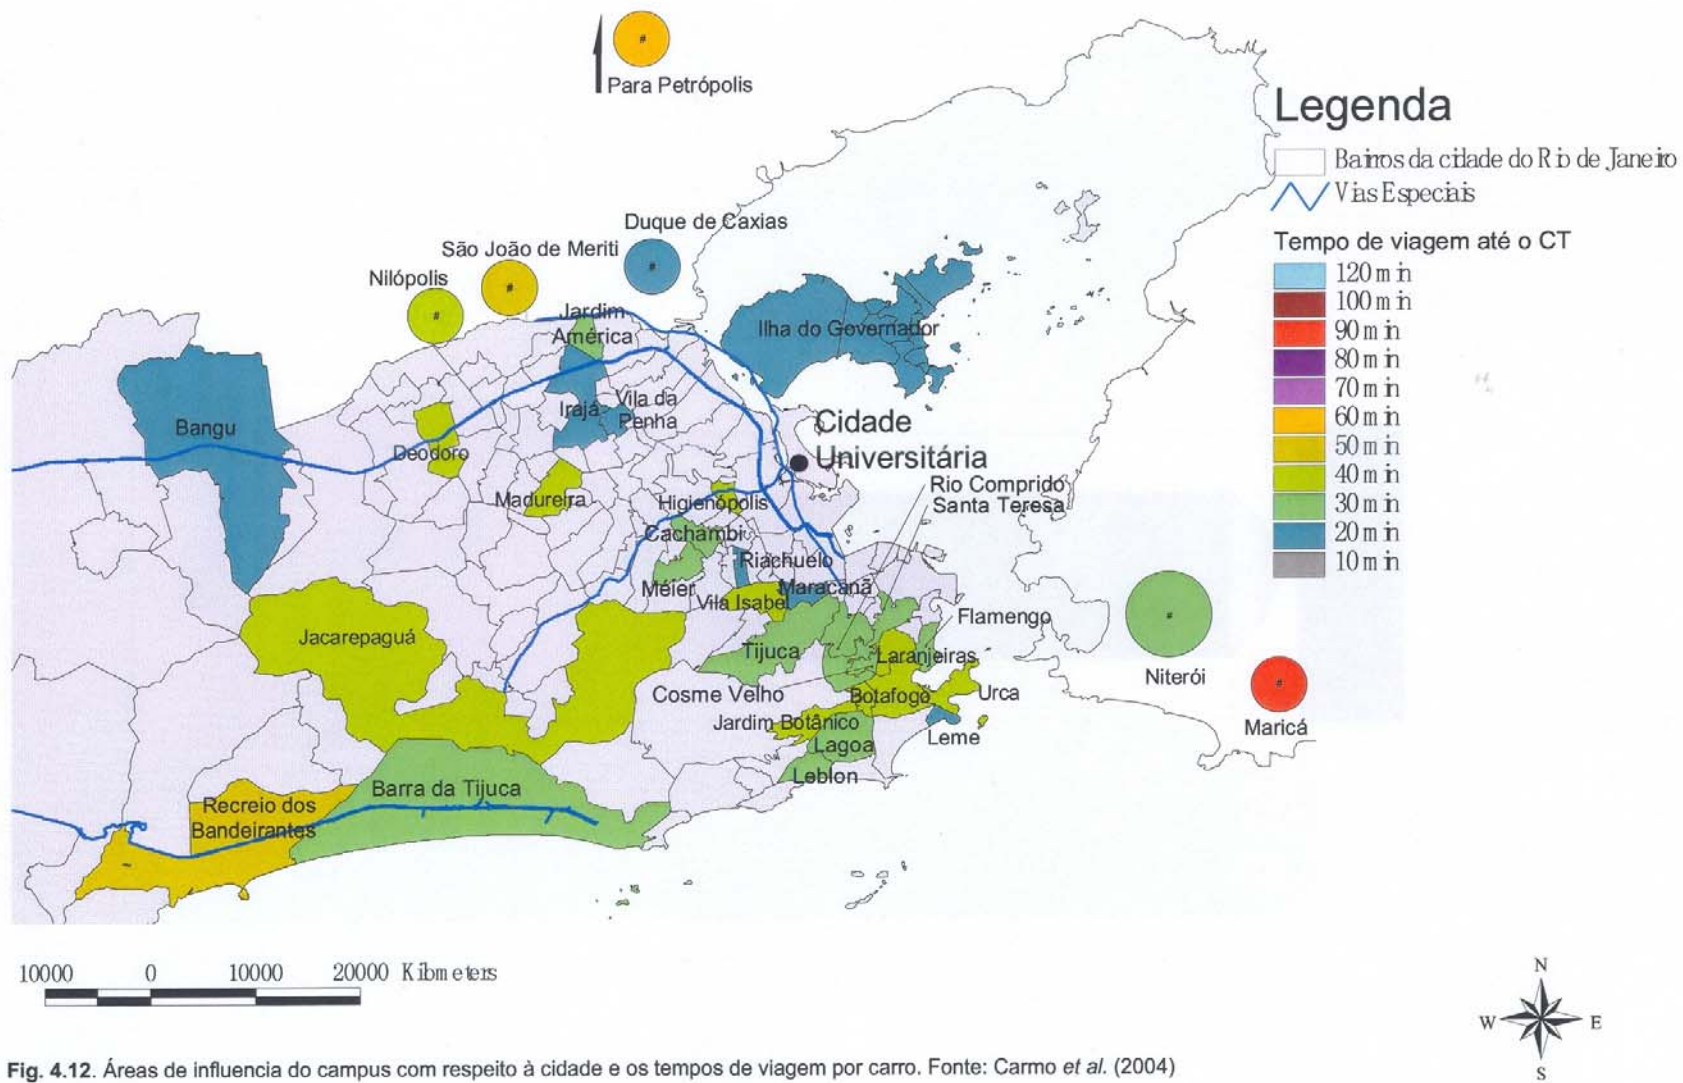 Para Petrópolis
Legenda
Bairros da cidade do Rio de Janeiro
Vias Especiais
Tempo de viagem até o CT
120 min
100 min
90 min
80 min
70 min
60 min
50 min
40 min
30 min
20 min
10 min
Duque de Caxias
São João de Meriti
Nilópolis
Jardim
América
Ilha do Governador
Bangu
Irajá
Vila da
Penha
Deodoro
Cidade
Universitária
Madureira
Higienópolis
Rio Comprido
Santa Teresa
Cachambi
Riachuelo
Méier
Maracanã
Vila Isabel
Flamengo
Jacarepaguá
Tijuca
Laranjeiras
Cosme Velho
Botafogo
Urca
Niterói
Jardim Botânico
Lagoa
Leme
Maricá
Leblon
Barra da Tijuca
Recreio dos
Bandeirantes
10000 0 10000 20000 Kilometers
N
W E
S
Fig. 4.12. Áreas de influencia do campus com respeito à cidade e os tempos de viagem por carro. Fonte: Carmo et al. (2004)